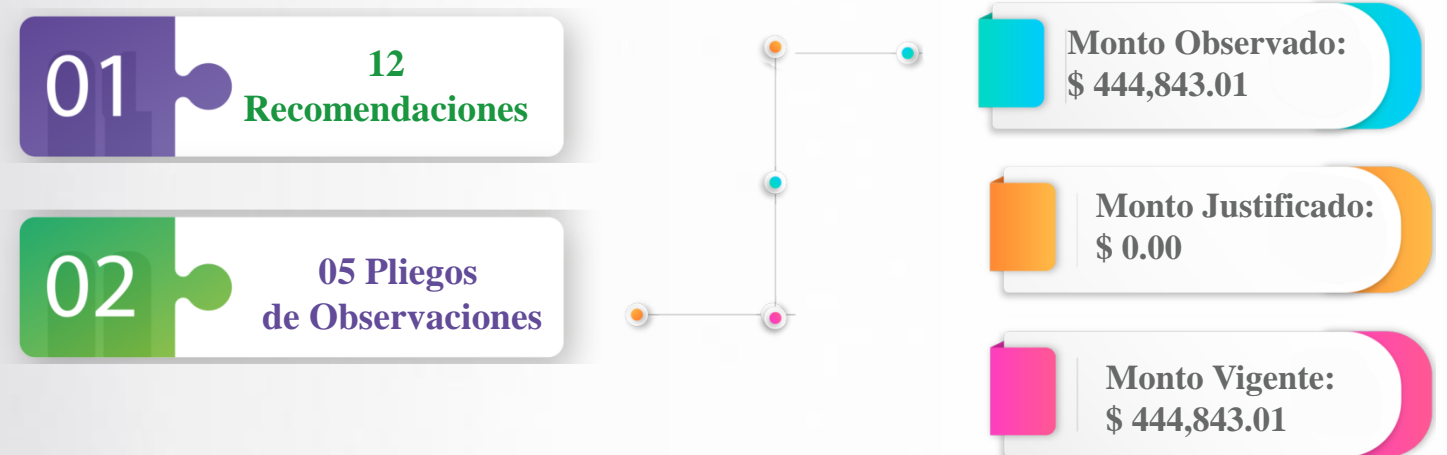 01
12
Recomendaciones
02
05 Pliegos
de Observaciones
Monto Observado:
$ 444,843.01
Monto Justificado:
$ 0.00
Monto Vigente:
$ 444,843.01